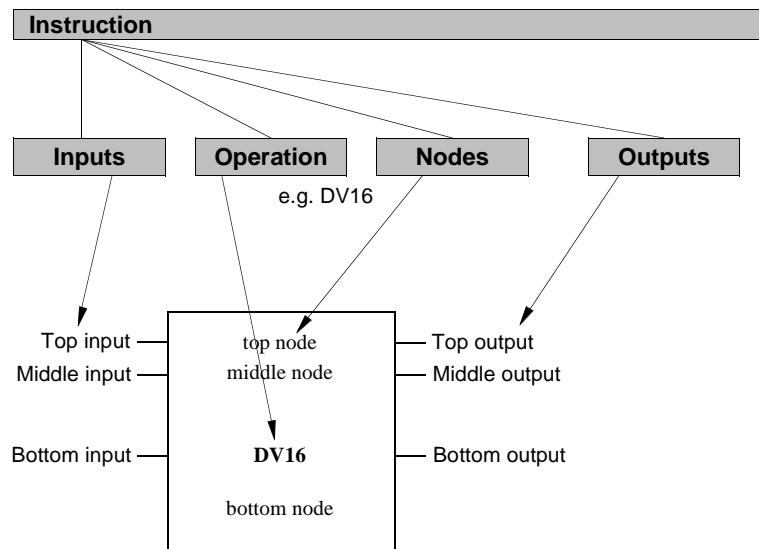 Instruction
Inputs
Operation
Nodes
Outputs
e.g. DV16
Top input
top node
Top output
Middle input
middle node
Middle output
Bottom input
DV16
Bottom output
bottom node